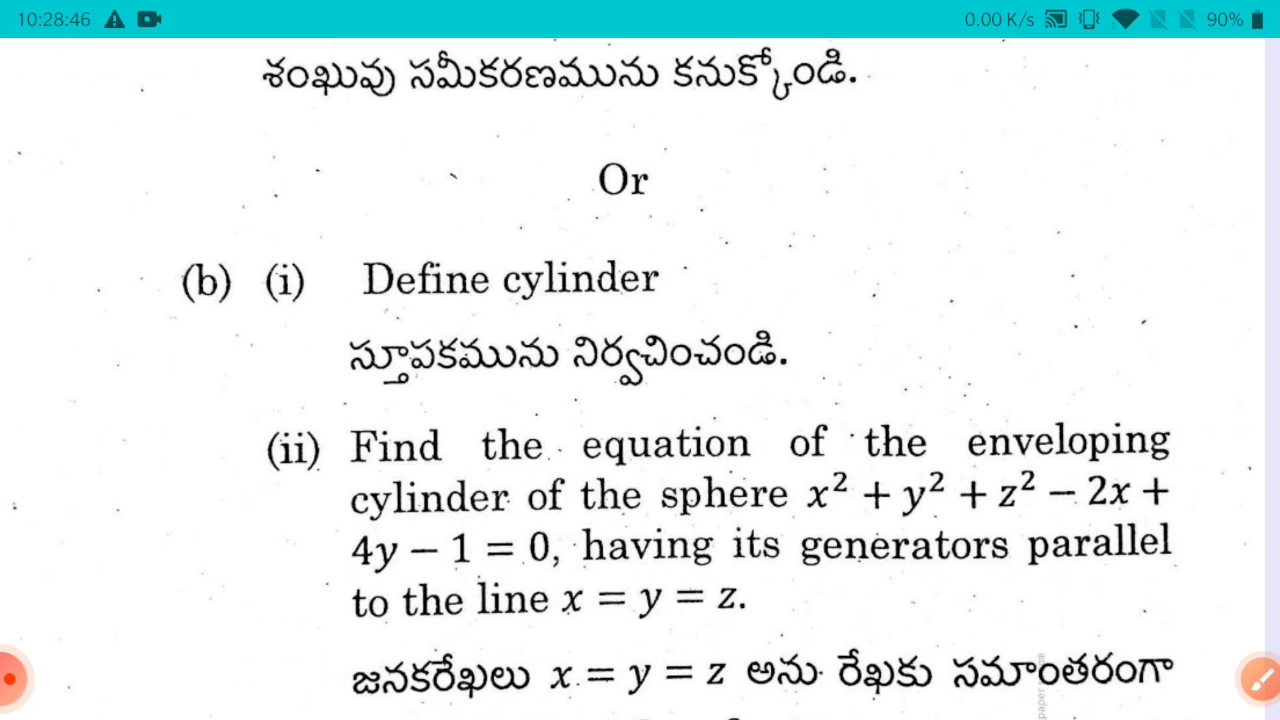 10:28:46 0.00 K/s 90%
శంఖువు సమీకరణమును కనుక్కోండి.
Or
(b) (i) Define cylinder
స్తూపకమును నిర్వచించండి.
(ii) Find the equation of the enveloping
cylinder of the sphere x² + y² + z² − 2x +
4y − 1 = 0, having its generators parallel
to the line x = y = z.
జనకరేఖలు x = y = z అను రేఖకు సమాంతరంగా